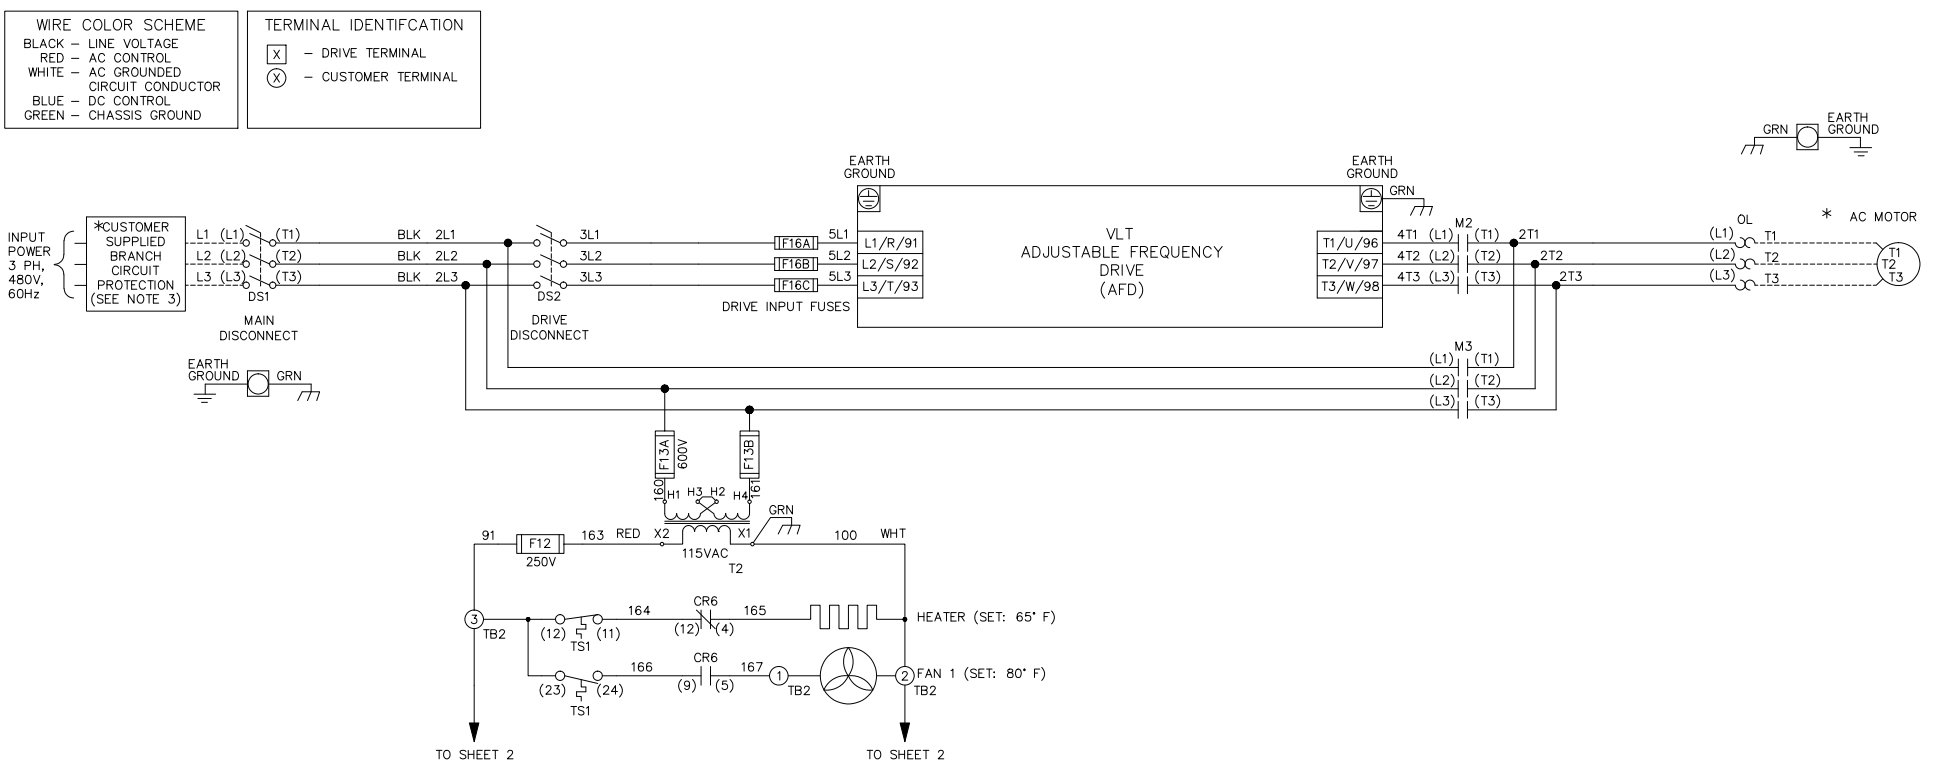 WIRE COLOR SCHEME
BLACK – LINE VOLTAGE
RED – AC CONTROL
WHITE – AC GROUNDED
CIRCUIT CONDUCTOR
BLUE – DC CONTROL
GREEN – CHASSIS GROUND
TERMINAL IDENTIFCATION
X – DRIVE TERMINAL
X – CUSTOMER TERMINAL
GRN
EARTH
GROUND
INPUT
POWER
3 PH,
480V,
60Hz
*CUSTOMER
SUPPLIED
BRANCH
CIRCUIT
PROTECTION
(SEE NOTE 3)
L1 (L1) (T1)
L2 (L2) (T2)
L3 (L3) (T3)
DS1
MAIN
DISCONNECT
BLK 2L1
BLK 2L2
BLK 2L3
3L1
3L2
3L3
DS2
DRIVE
DISCONNECT
F16A
F16B
F16C
5L1
5L2
5L3
DRIVE INPUT FUSES
EARTH
GROUND
L1/R/91
L2/S/92
L3/T/93
VLT
ADJUSTABLE FREQUENCY
DRIVE
(AFD)
EARTH
GROUND
GRN
T1/U/96
T2/V/97
T3/W/98
M2
4T1 (L1) (T1) 2T1
4T2 (L2) (T2) 2T2
4T3 (L3) (T3) 2T3
OL
(L1) T1
(L2) T2
(L3) T3
* AC MOTOR
T1
T2
T3
EARTH
GROUND GRN
M3
(L1) (T1)
(L2) (T2)
(L3) (T3)
F13A
600V
F13B
160
161
H1 H3 H2 H4
GRN
91
F12
250V
163 RED X2
X1 100 WHT
115VAC
T2
3
TB2
(12) (11)
TS1
164
CR6
(12) (4)
165
HEATER (SET: 65° F)
(23) (24)
TS1
166
CR6
(9) (5)
167
1
TB2
2
TB2
FAN 1 (SET: 80° F)
TO SHEET 2
TO SHEET 2